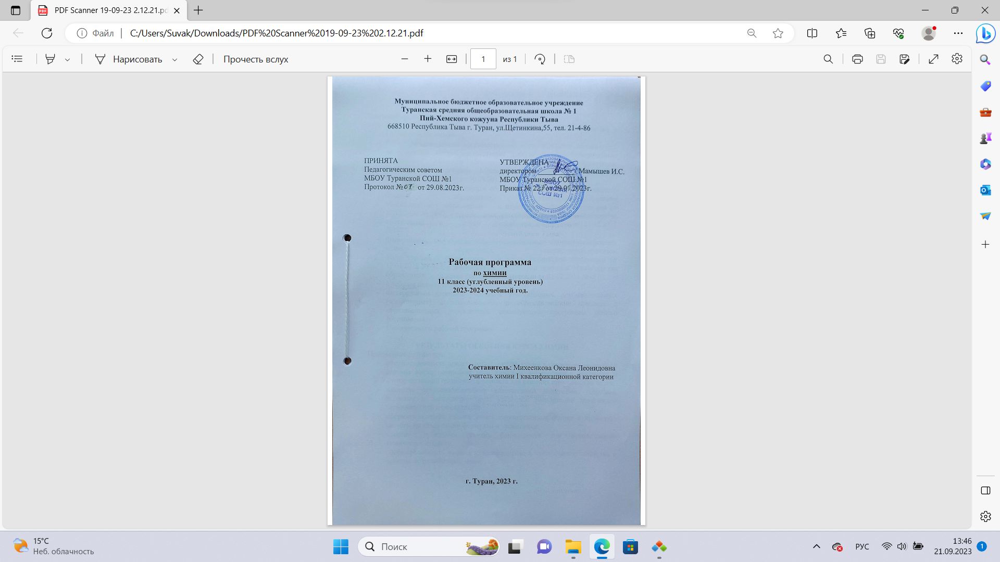 PDF Scanner 19-09-23 2.12.21.pd
Файл
C:/Users/Suvak/Downloads/PDF%20Scanner%2019-09-23%202.12.21.pdf
Нарисовать
Прочесть вслух
1
из 1
Муниципальное бюджетное образовательное учреждение
Туранская средняя общеобразовательная школа № 1
Пий-Хемского кожууна Республики Тыва
668510 Республика Тыва г. Туран, ул.Щетинкина,55, тел. 21-4-86
ПРИНЯТА
Педагогическим советом
МБОУ Туранской СОШ №1
Протокол №07 от 29.08.2023г.
УТВЕРЖДЕНА
директором / Мамышев И.С.
МБОУ Туранской СОШ №1
Приказ № от 29.
2023г.
МБОУ
СОШ №1
Рабочая программа
по химии
11 класс (углубленный уровень)
2023-2024 учебный год.
Составитель: Михеенкова Оксана Леонидовна
учитель химии I квалификационной категории
г. Туран, 2023 г.
15°C
Неб. облачность
Поиск
РУС
13:46
21.09.2023
1